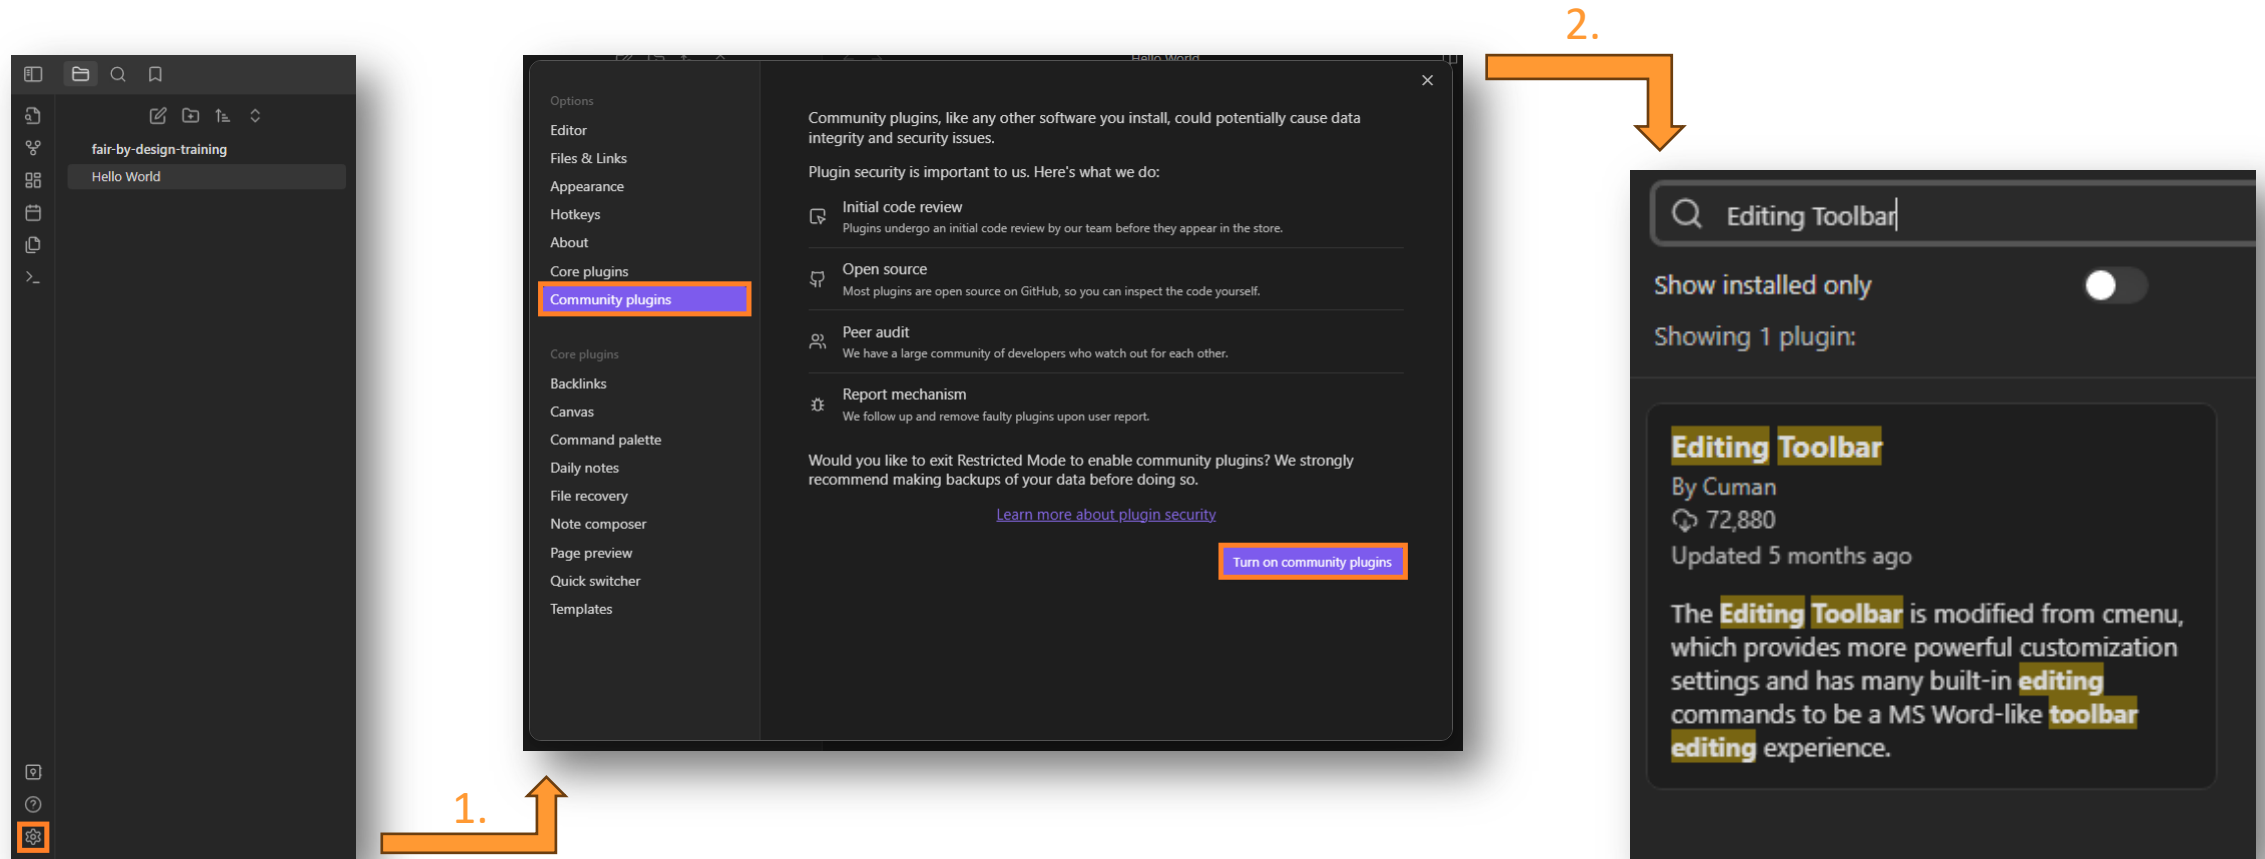 fair-by-design-training
Hello World
1.
Hello World
Options
Editor
Files & Links
Appearance
Hotkeys
About
Core plugins
Community plugins
Core plugins
Backlinks
Canvas
Command palette
Daily notes
File recovery
Note composer
Page preview
Quick switcher
Templates
Community plugins, like any other software you install, could potentially cause data
integrity and security issues.
Plugin security is important to us. Here's what we do:
Initial code review
Plugins undergo an initial code review by our team before they appear in the store.
Open source
Most plugins are open source on GitHub, so you can inspect the code yourself.
Peer audit
We have a large community of developers who watch out for each other.
Report mechanism
We follow up and remove faulty plugins upon user report.
Would you like to exit Restricted Mode to enable community plugins? We strongly
recommend making backups of your data before doing so.
Learn more about plugin security
Turn on community plugins
2.
Editing Toolbar
Show installed only
Showing 1 plugin:
Editing Toolbar
By Cuman
72,880
Updated 5 months ago
The Editing Toolbar is modified from cmenu,
which provides more powerful customization
settings and has many built-in editing
commands to be a MS Word-like toolbar
editing experience.